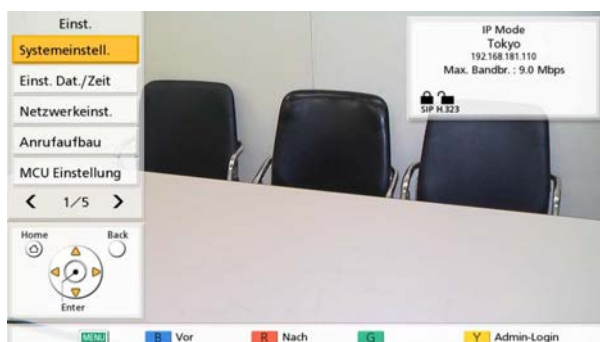 Einst.
Systemeinstell.
Einst. Dat./Zeit
Netzwerkeinst.
Anrufaufbau
MCU Einstellung
1/5
Home
Back
Enter
IP Mode
Tokyo
192.168.181.110
Max. Bandbr. : 9.0 Mbps
SIP H.323
MENU
B Vor
R Nach
G
Y Admin-Login